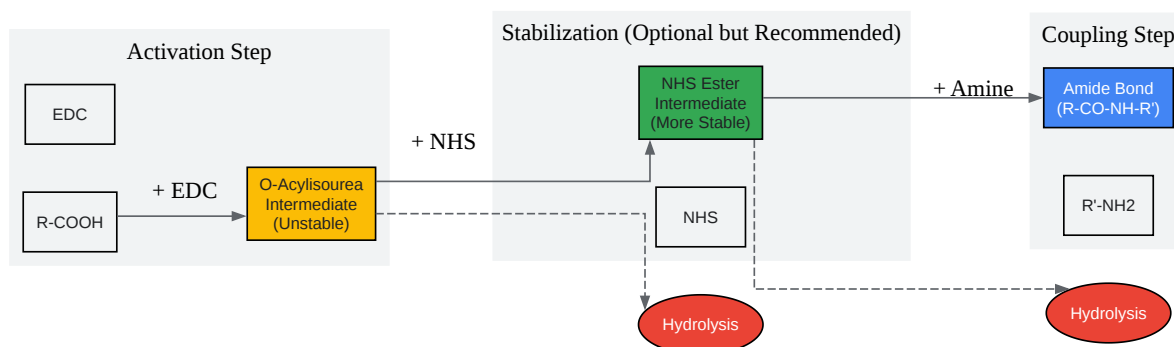 Activation Step
EDC
R-COOH
+ EDC
O-Acylisourea
Intermediate
(Unstable)
+ NHS
Stabilization (Optional but Recommended)
NHS Ester
Intermediate
(More Stable)
NHS
Hydrolysis
+ Amine
Coupling Step
Amide Bond
(R-CO-NH-R')
R'-NH2
Hydrolysis